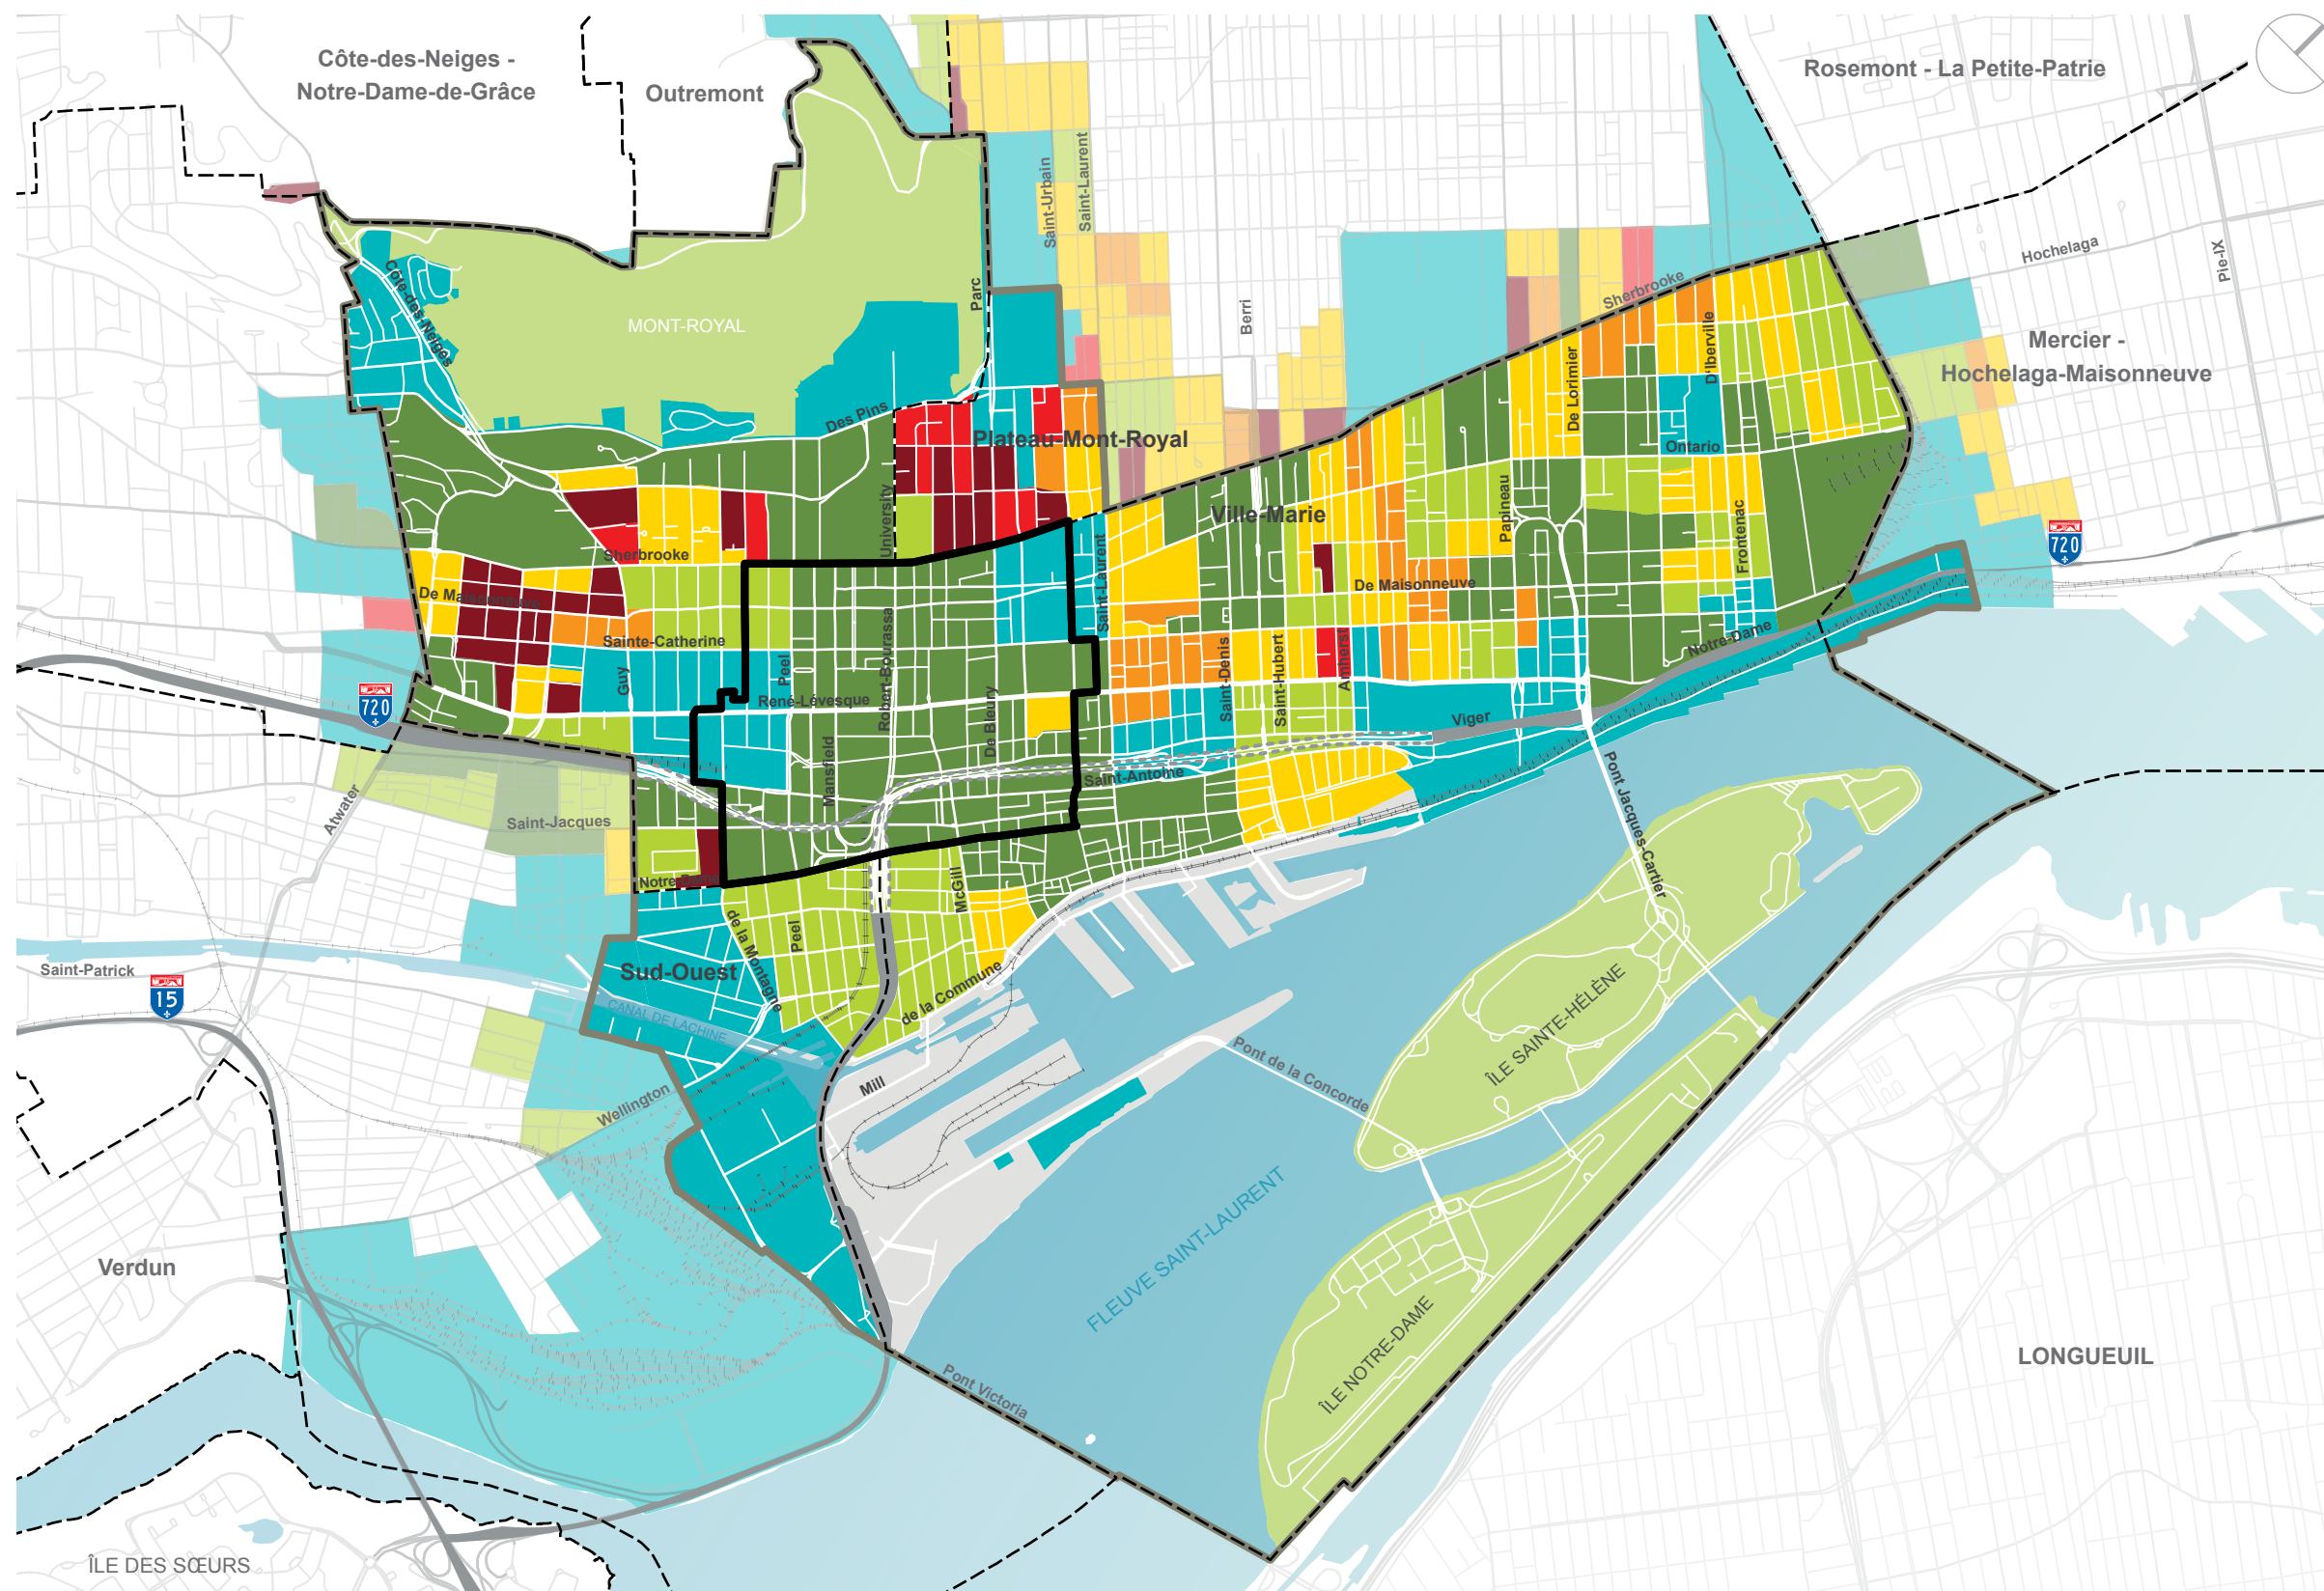 Côte-des-Neiges -
Notre-Dame-de-Grâce
Outremont
Rosemont - La Petite-Patrie
Saint-Urbain
Saint-Laurent
Hochelaga
Pie-IX
Côte-des-Neiges
MONT-ROYAL
Parc
Berri
Sherbrooke
De Lorimier
D'Iberville
Mercier -
Hochelaga-Maisonneuve
Des Pins
Plateau-Mont-Royal
Ontario
University
Ville-Marie
Papineau
Frontenac
720
Sherbrooke
De Maisonneuve
De Maisonneuve
Saint-Laurent
Sainte-Catherine
Guy
Peel
Robert-Bourassa
De Bleury
Saint-Denis
Saint-Hubert
Amherst
Notre-Dame
720
René-Lévesque
Viger
Mansfield
Saint-Antoine
Pont Jacques-Cartier
Atwater
Saint-Jacques
Notre-Dame
McGill
de la Montagne
Peel
Sud-Ouest
Saint-Patrick
15
CANAL DE LACHINE
de la Commune
ÎLE SAINTE-HÉLÈNE
Pont de la Concorde
Mill
Wellington
FLEUVE SAINT-LAURENT
Verdun
ÎLE NOTRE-DAME
LONGUEUIL
Pont Victoria
ÎLE DES SŒURS